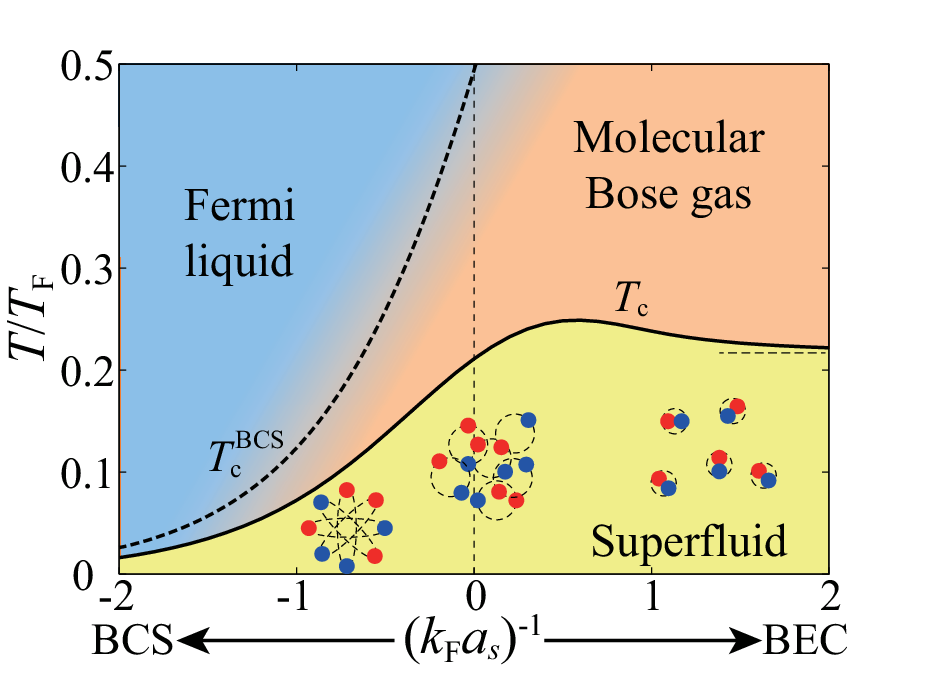 0.5
0.4
0.3
0.2
0.1
0
T/T_F
Fermi
liquid
Molecular
Bose gas
T_c
T_c^BCS
Superfluid
-2 -1 0 1 2
BCS (k_F a_s)^-1 BEC